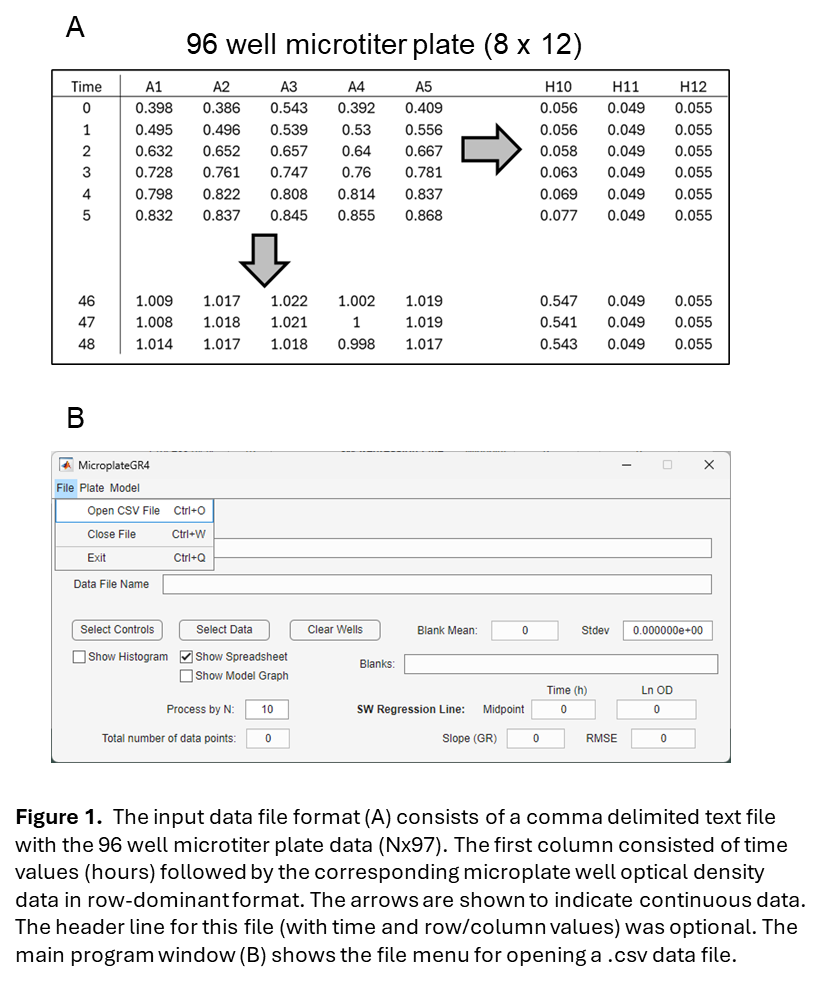 A
96 well microtiter plate (8 x 12)
Time A1 A2 A3 A4 A5 H10 H11 H12
0 0.398 0.386 0.543 0.392 0.409 0.056 0.049 0.055
1 0.495 0.496 0.539 0.53 0.556 0.056 0.049 0.055
2 0.632 0.652 0.657 0.64 0.667 0.058 0.049 0.055
3 0.728 0.761 0.747 0.76 0.781 0.063 0.049 0.055
4 0.798 0.822 0.808 0.814 0.837 0.069 0.049 0.055
5 0.832 0.837 0.845 0.855 0.868 0.077 0.049 0.055
46 1.009 1.017 1.022 1.002 1.019 0.547 0.049 0.055
47 1.008 1.018 1.021 1 1.019 0.541 0.049 0.055
48 1.014 1.017 1.018 0.998 1.017 0.543 0.049 0.055
B
MicroplateGR4
File Plate Model
Open CSV File Ctrl+O
Close File Ctrl+W
Exit Ctrl+Q
Data File Name
Select Controls Select Data Clear Wells Blank Mean: 0 Stdev 0.000000e+00
Show Histogram Show Spreadsheet Blanks:
Show Model Graph
Time (h) Ln OD
Process by N: 10 SW Regression Line: Midpoint 0 0
Total number of data points: 0 Slope (GR) 0 RMSE 0
Figure 1. The input data file format (A) consists of a comma delimited text file
with the 96 well microtiter plate data (Nx97). The first column consisted of time
values (hours) followed by the corresponding microplate well optical density
data in row-dominant format. The arrows are shown to indicate continuous data.
The header line for this file (with time and row/column values) was optional. The
main program window (B) shows the file menu for opening a .csv data file.